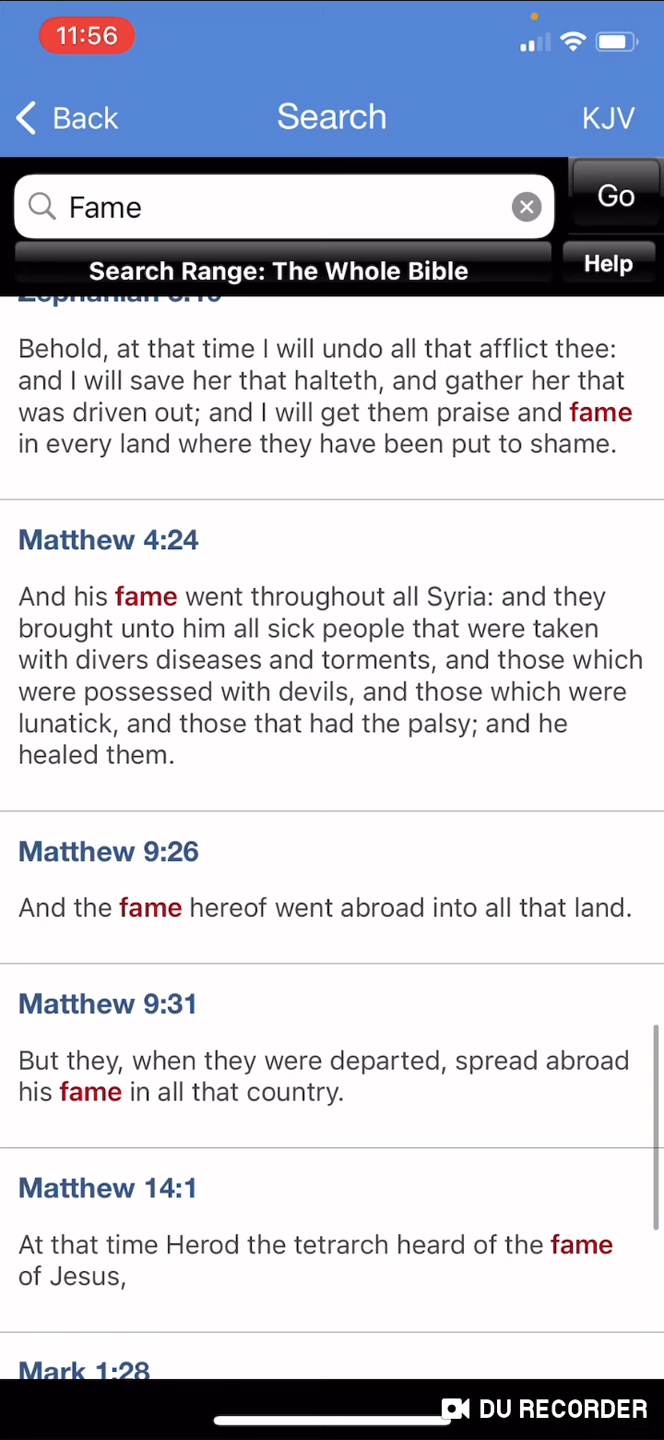 11:56
Back
Search
KJV
Fame
Go
Search Range: The Whole Bible
Help
Behold, at that time I will undo all that afflict thee:
and I will save her that halteth, and gather her that
was driven out; and I will get them praise and fame
in every land where they have been put to shame.
Matthew 4:24
And his fame went throughout all Syria: and they
brought unto him all sick people that were taken
with divers diseases and torments, and those which
were possessed with devils, and those which were
lunatick, and those that had the palsy; and he
healed them.
Matthew 9:26
And the fame hereof went abroad into all that land.
Matthew 9:31
But they, when they were departed, spread abroad
his fame in all that country.
Matthew 14:1
At that time Herod the tetrarch heard of the fame
of Jesus,
Mark 1:28
DU RECORDER